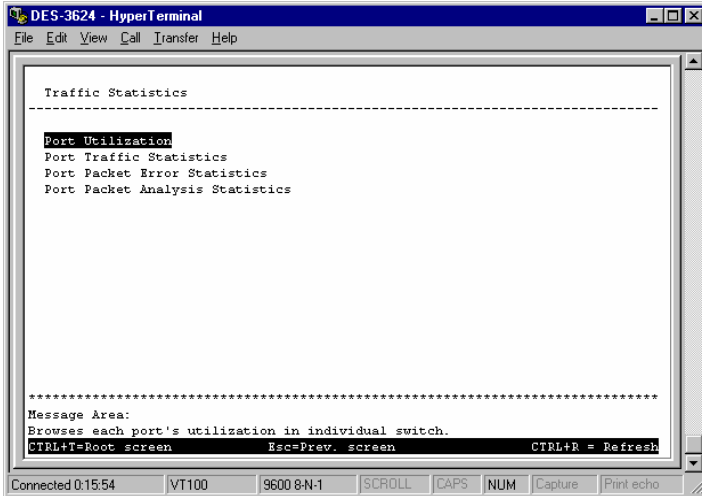 DES-3624 - HyperTerminal
File Edit View Call Transfer Help
Traffic Statistics
--------------------------------------------------------------------------------
Port Utilization
Port Traffic Statistics
Port Packet Error Statistics
Port Packet Analysis Statistics
********************************************************************************
Message Area:
Browses each port's utilization in individual switch.
CTRL+T=Root screen Esc=Prev. screen CTRL+R = Refresh
Connected 0:15:54 VT100 9600 8-N-1 SCROLL CAPS NUM Capture Print echo